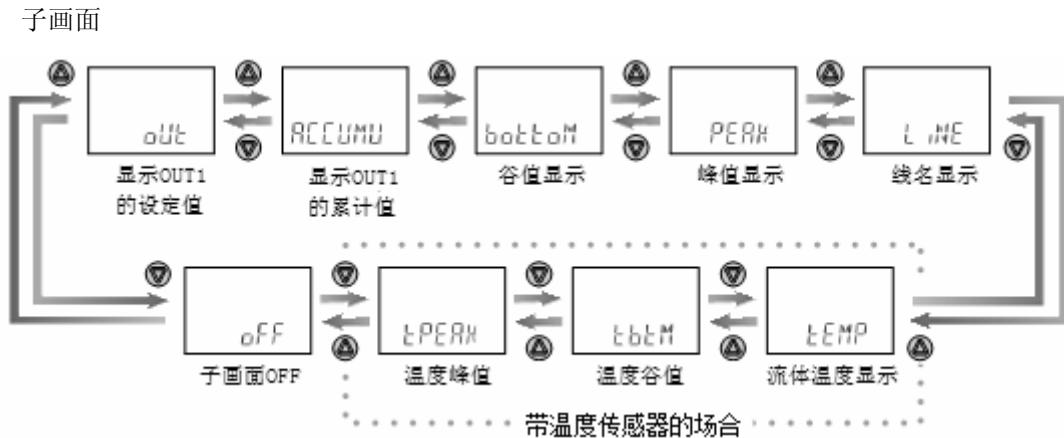 子画面
oUt
ACCUMU
bottoM
PEAK
LINE
显示OUT1
的设定值
显示OUT1
的累计值
谷值显示
峰值显示
线名显示
oFF
tPEAK
tbtM
tEMP
子画面OFF
温度峰值
温度谷值
流体温度显示
带温度传感器的场合